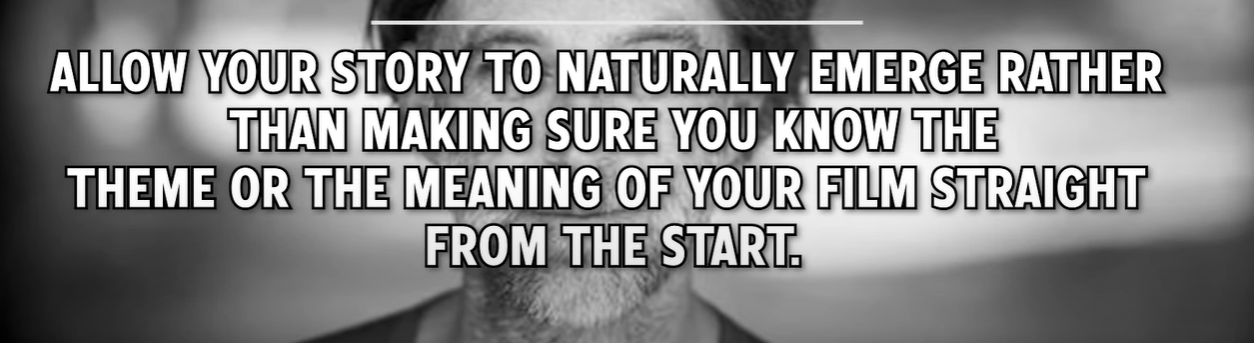 ALLOW YOUR STORY TO NATURALLY EMERGE RATHER
THAN MAKING SURE YOU KNOW THE
THEME OR THE MEANING OF YOUR FILM STRAIGHT
FROM THE START.